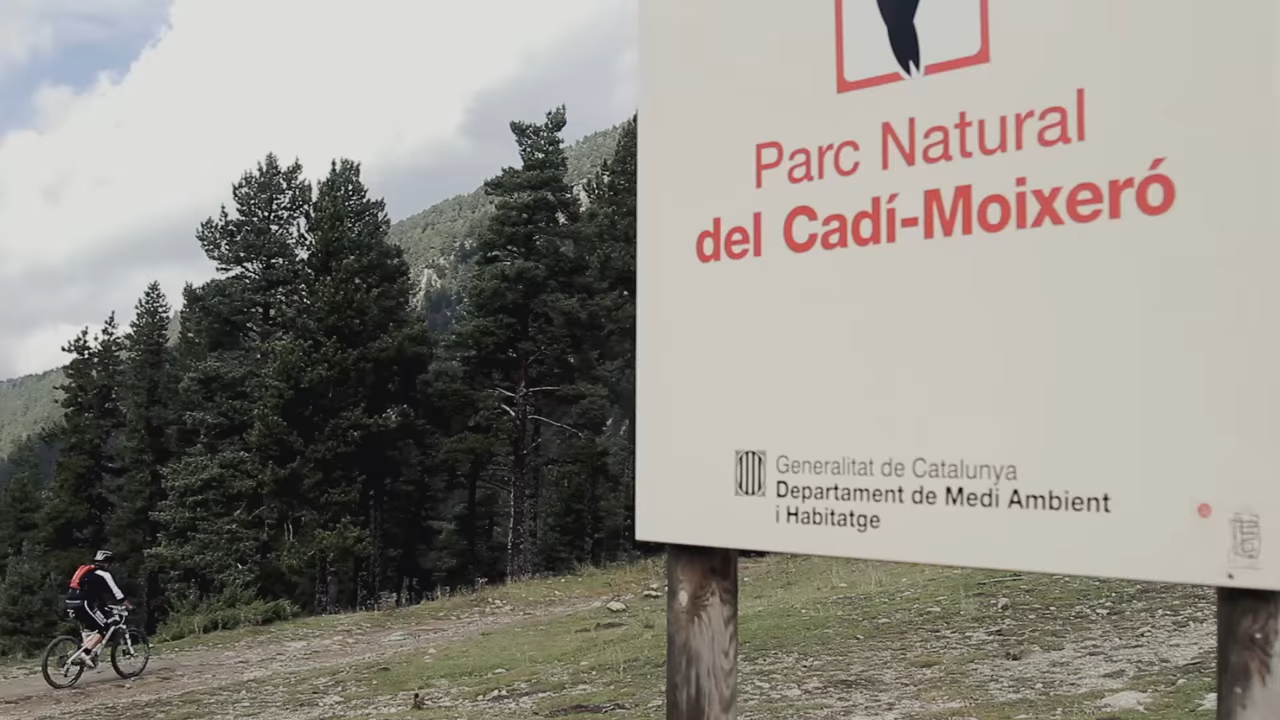 Parc Natural
del Cadí-Moixeró
Generalitat de Catalunya
Departament de Medi Ambient
i Habitatge